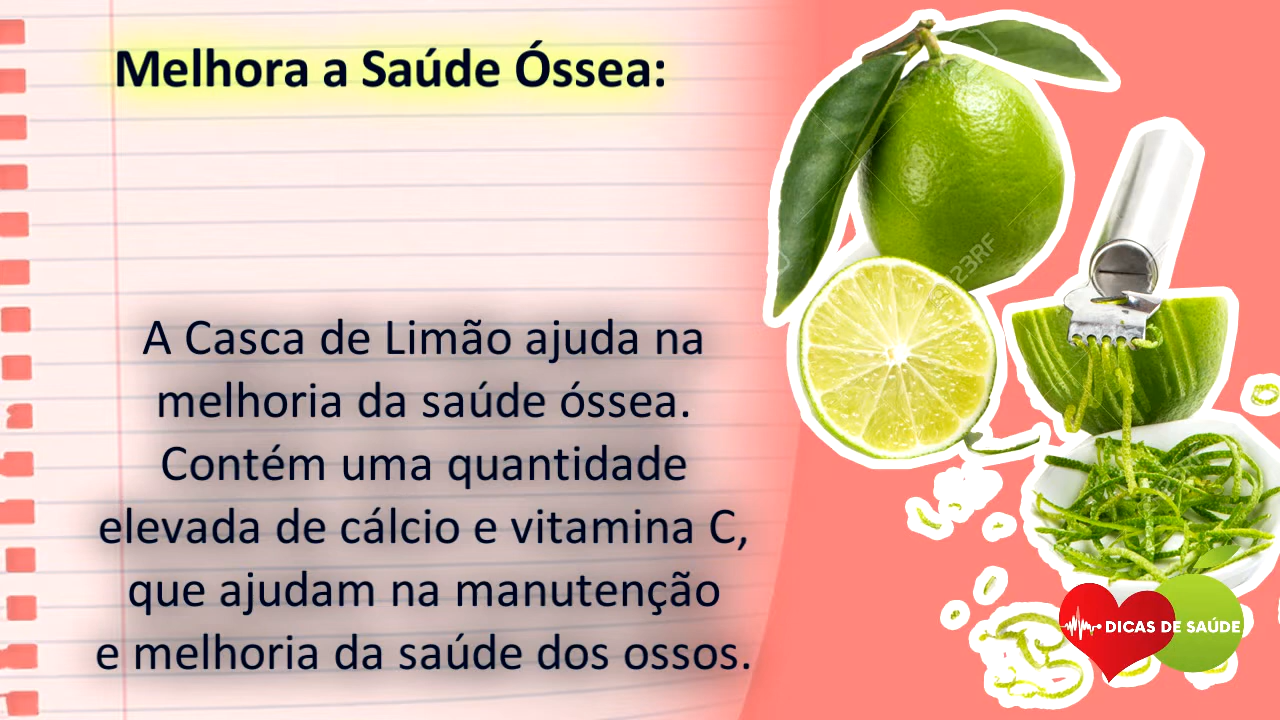 Melhora a Saúde Óssea:
A Casca de Limão ajuda na
melhoria da saúde óssea.
Contém uma quantidade
elevada de cálcio e vitamina C,
que ajudam na manutenção
e melhoria da saúde dos ossos.
123RF
DICAS DE SAÚDE